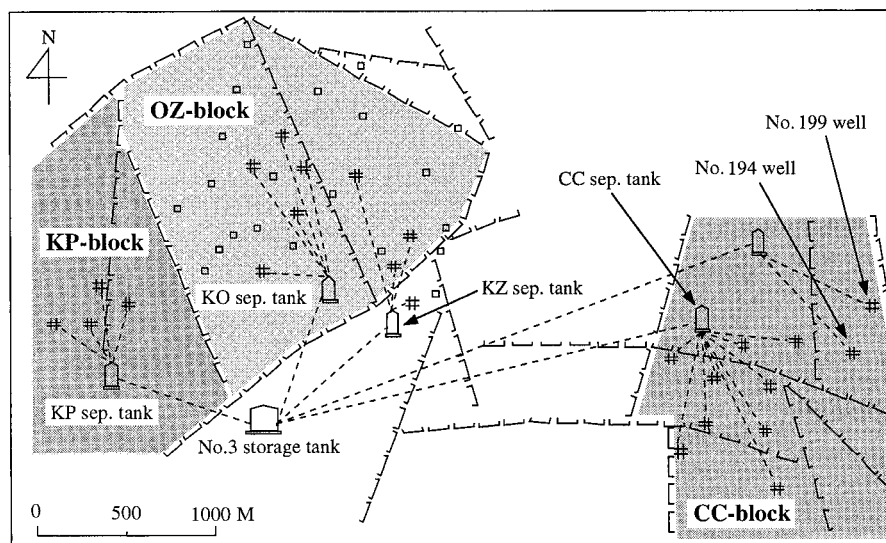 N
OZ-block
No. 199 well
No. 194 well
CC sep. tank
KP-block
KO sep. tank
KZ sep. tank
KP sep. tank
No.3 storage tank
0 500 1000 M
CC-block